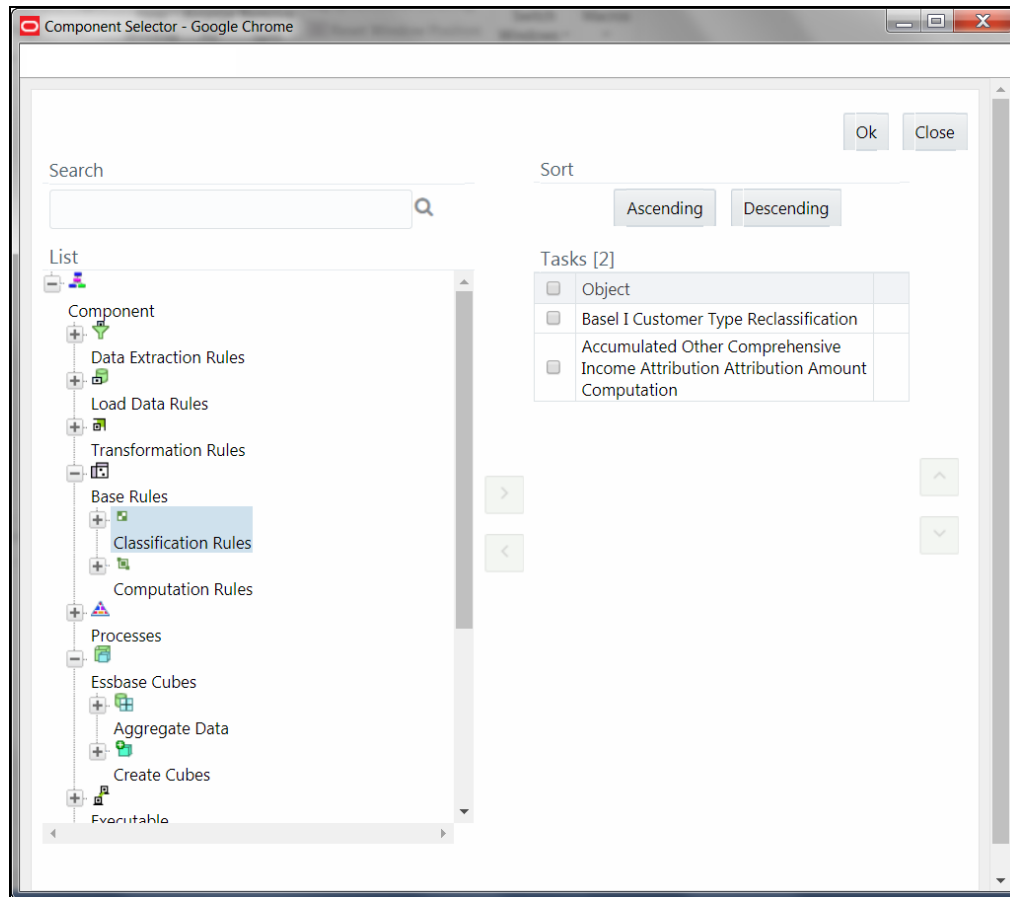 Component Selector - Google Chrome
Ok
Close
Search
Sort
Ascending
Descending
List
Tasks [2]
Component
Data Extraction Rules
Load Data Rules
Transformation Rules
Base Rules
Classification Rules
Computation Rules
Processes
Essbase Cubes
Aggregate Data
Create Cubes
Executable
Object
Basel I Customer Type Reclassification
Accumulated Other Comprehensive
Income Attribution Attribution Amount
Computation